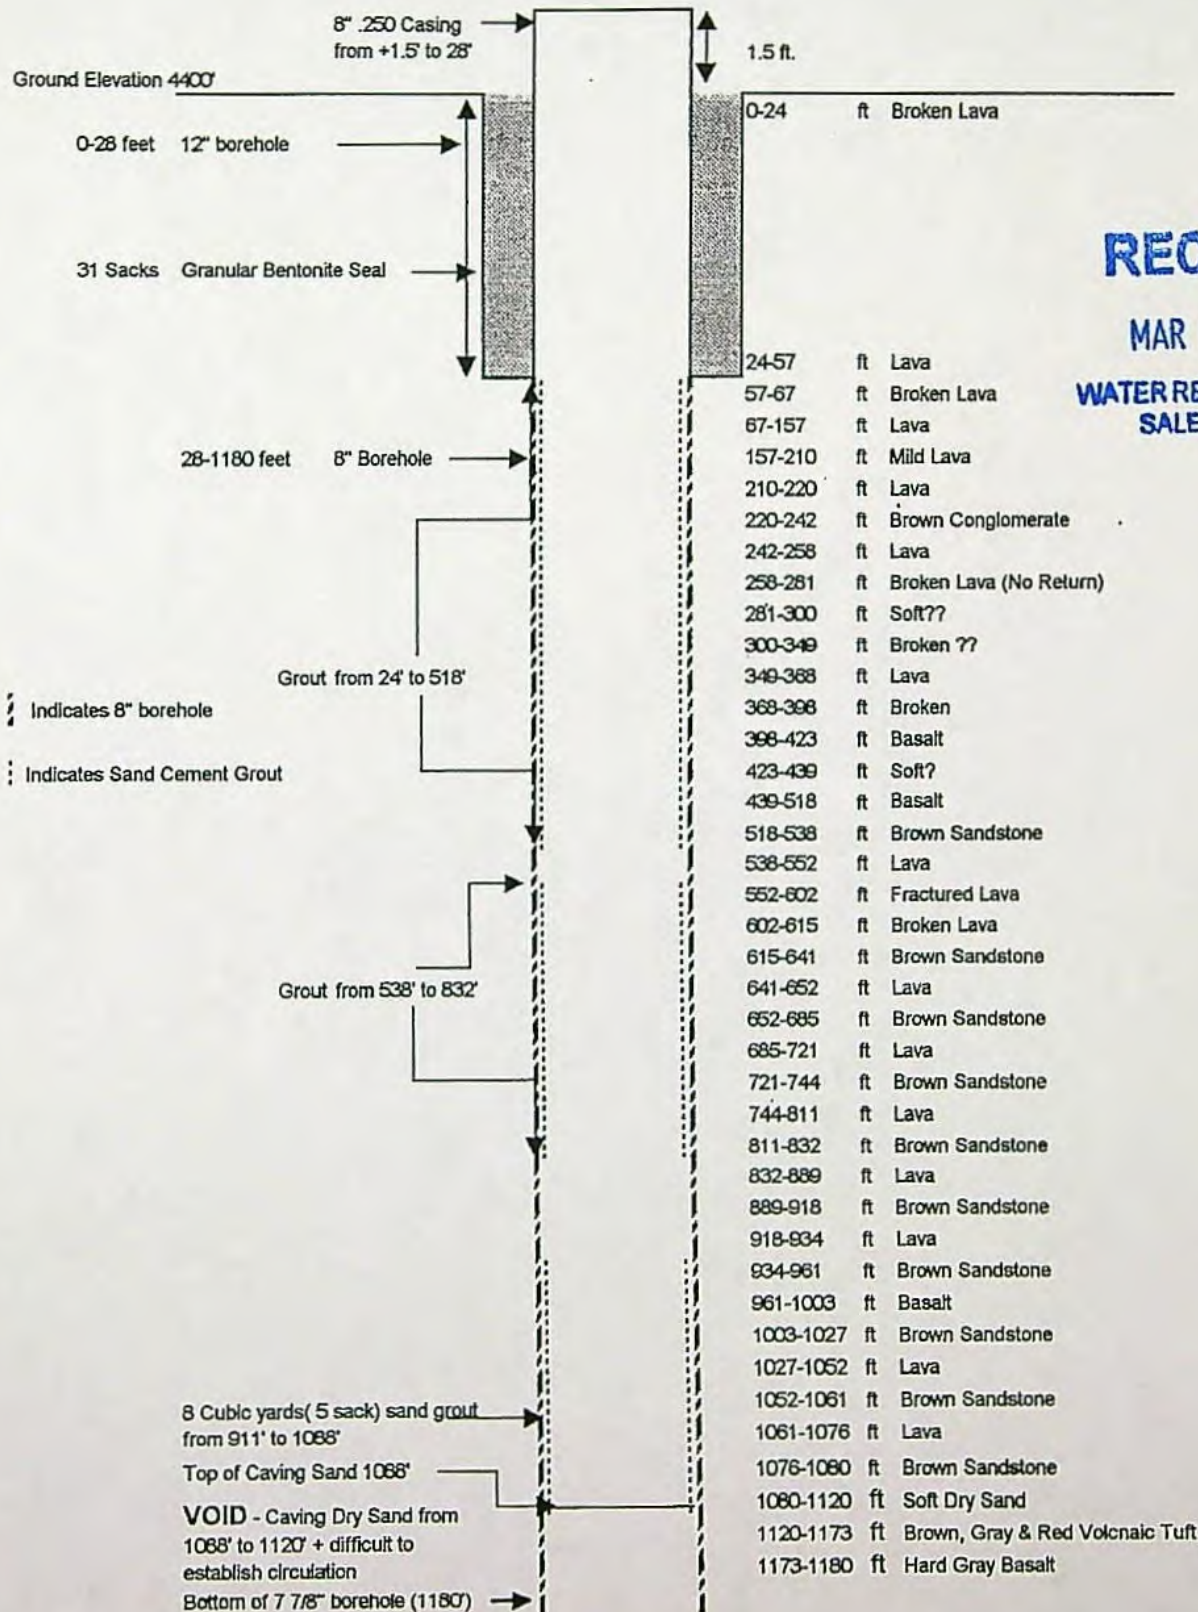 8" .250 Casing
from +1.5' to 28'
1.5 ft.
Ground Elevation 4400'
0-28 feet 12" borehole
31 Sacks Granular Bentonite Seal
28-1180 feet 8" Borehole
Grout from 24' to 518'
Indicates 8" borehole
Indicates Sand Cement Grout
Grout from 538' to 832'
8 Cubic yards( 5 sack) sand grout
from 911' to 1088'
Top of Caving Sand 1088'
VOID - Caving Dry Sand from
1088' to 1120' + difficult to
establish circulation
Bottom of 7 7/8" borehole (1180')
0-24 ft Broken Lava
24-57 ft Lava
57-67 ft Broken Lava
67-157 ft Lava
157-210 ft Mild Lava
210-220 ft Lava
220-242 ft Brown Conglomerate
242-258 ft Lava
258-281 ft Broken Lava (No Return)
281-300 ft Soft??
300-349 ft Broken ??
349-368 ft Lava
368-398 ft Broken
398-423 ft Basalt
423-439 ft Soft?
439-518 ft Basalt
518-538 ft Brown Sandstone
538-552 ft Lava
552-602 ft Fractured Lava
602-615 ft Broken Lava
615-641 ft Brown Sandstone
641-652 ft Lava
652-685 ft Brown Sandstone
685-721 ft Lava
721-744 ft Brown Sandstone
744-811 ft Lava
811-832 ft Brown Sandstone
832-889 ft Lava
889-918 ft Brown Sandstone
918-934 ft Lava
934-961 ft Brown Sandstone
961-1003 ft Basalt
1003-1027 ft Brown Sandstone
1027-1052 ft Lava
1052-1061 ft Brown Sandstone
1061-1076 ft Lava
1076-1080 ft Brown Sandstone
1080-1120 ft Soft Dry Sand
1120-1173 ft Brown, Gray & Red Volcnaic Tuft
1173-1180 ft Hard Gray Basalt
REC
MAR
WATER RE
SALE